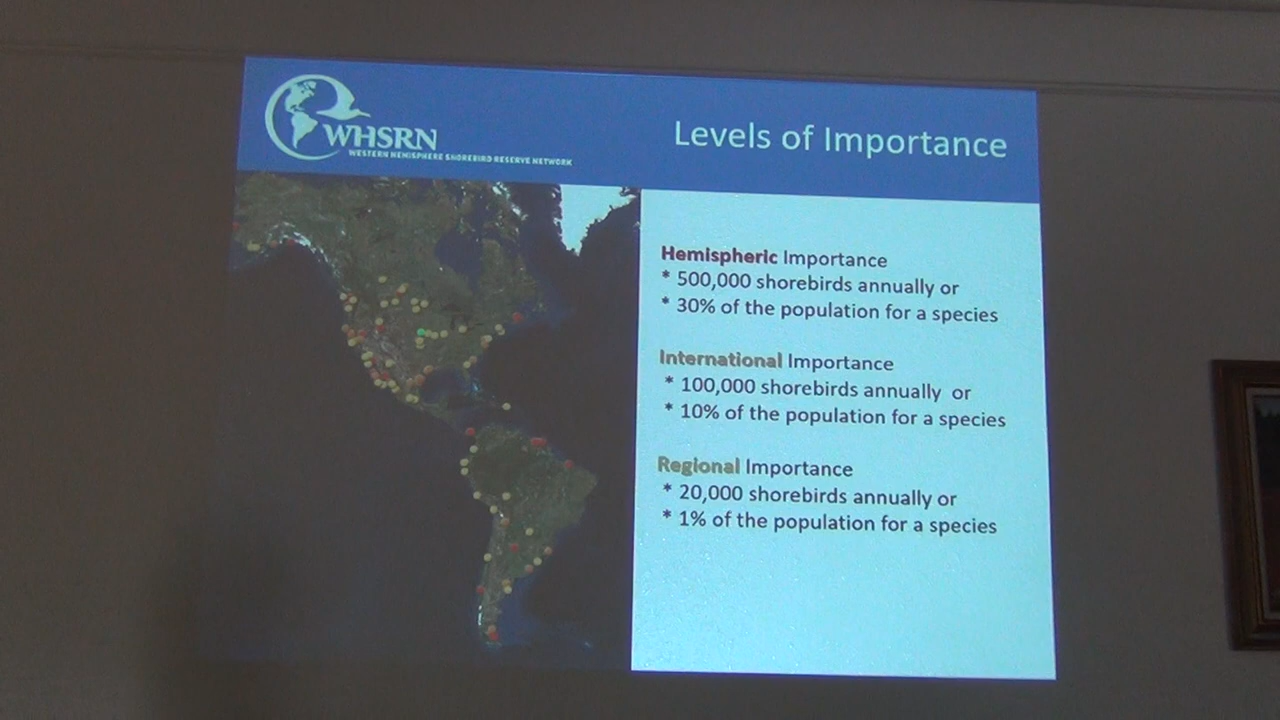 WHSRN
WESTERN HEMISPHERE SHOREBIRD RESERVE NETWORK
Levels of Importance
Hemispheric Importance
* 500,000 shorebirds annually or
* 30% of the population for a species
International Importance
* 100,000 shorebirds annually or
* 10% of the population for a species
Regional Importance
* 20,000 shorebirds annually or
* 1% of the population for a species